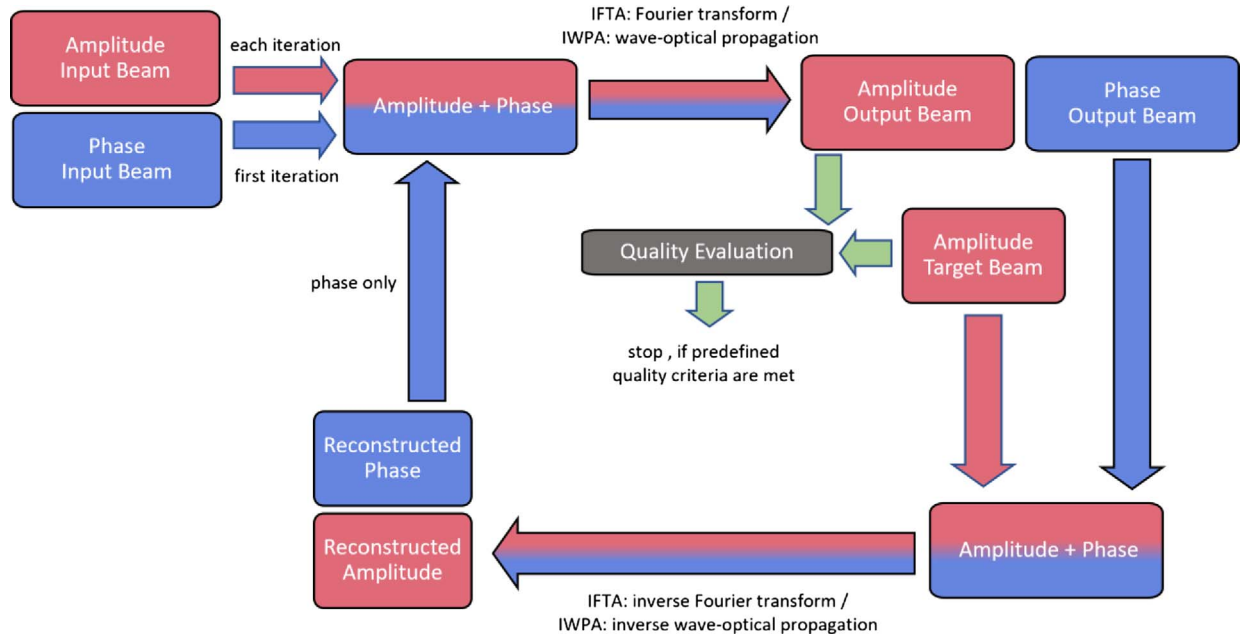 Amplitude
Input Beam
each iteration
Phase
Input Beam
first iteration
Amplitude + Phase
IFTA: Fourier transform /
IWPA: wave-optical propagation
Amplitude
Output Beam
Phase
Output Beam
Quality Evaluation
Amplitude
Target Beam
stop , if predefined
quality criteria are met
phase only
Reconstructed
Phase
Reconstructed
Amplitude
Amplitude + Phase
IFTA: inverse Fourier transform /
IWPA: inverse wave-optical propagation